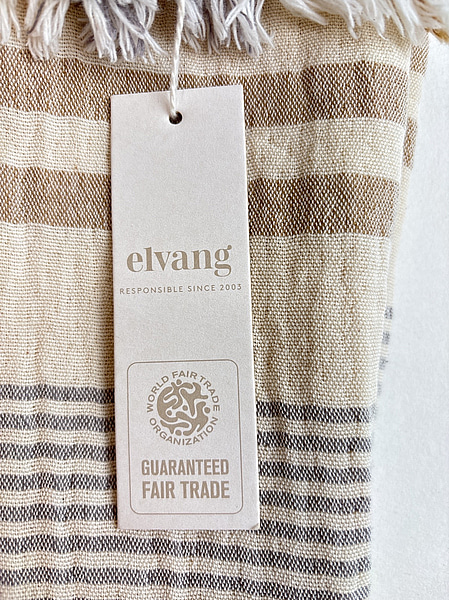 elvang
RESPONSIBLE SINCE 2003
WORLD FAIR TRADE
ORGANIZATION
GUARANTEED
FAIR TRADE